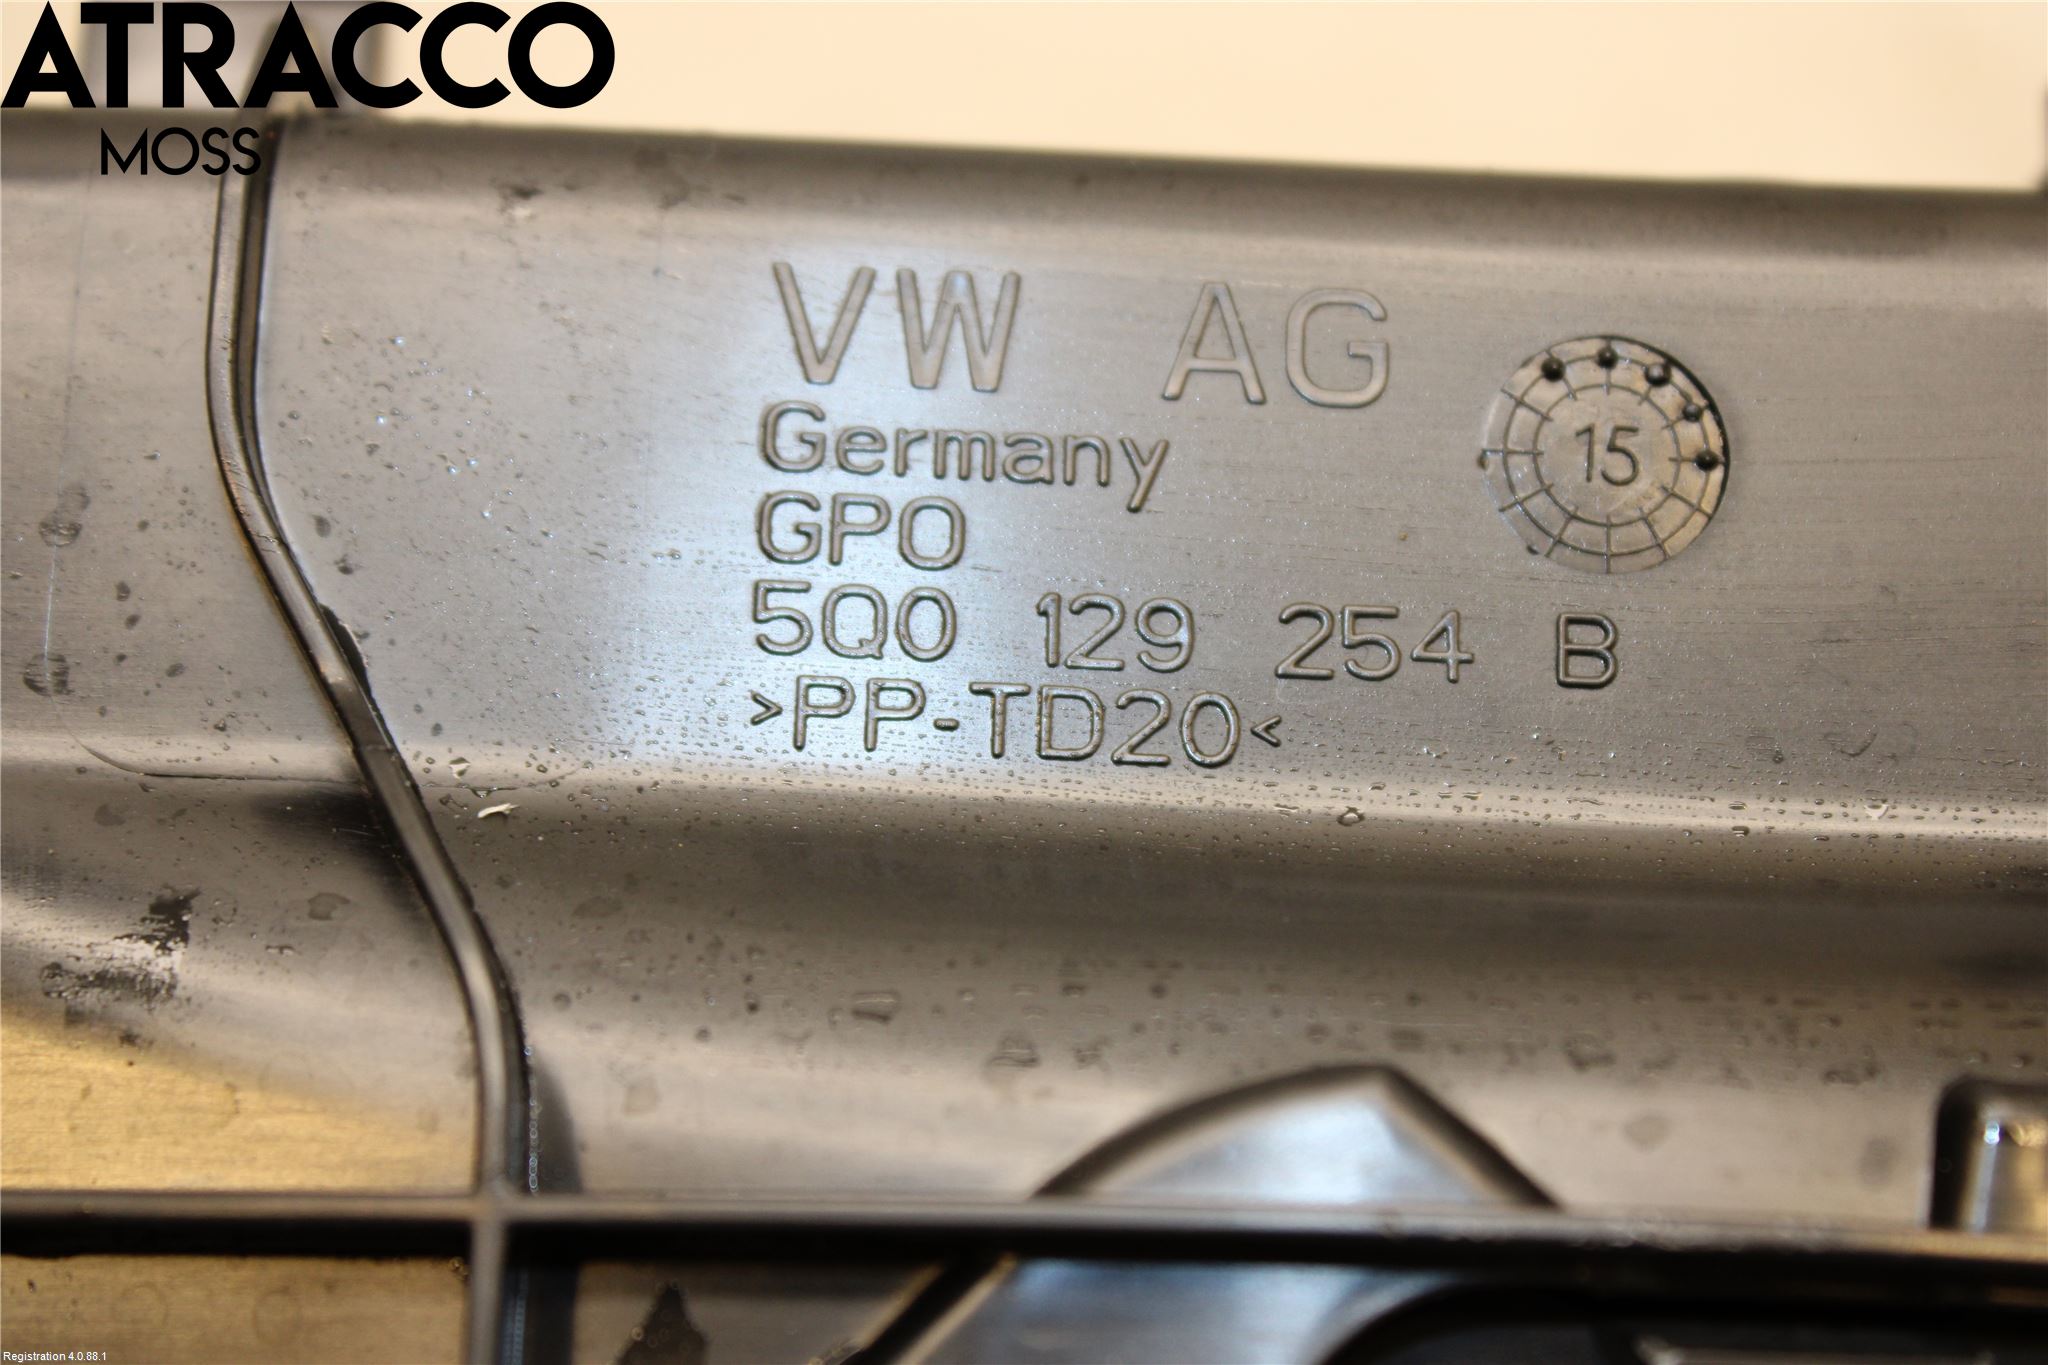 ATRACCO
MOSS
VW AG
Germany
GPO
5Q0 129 254 B
>PP-TD20<
15
Registration 4.0.88.1